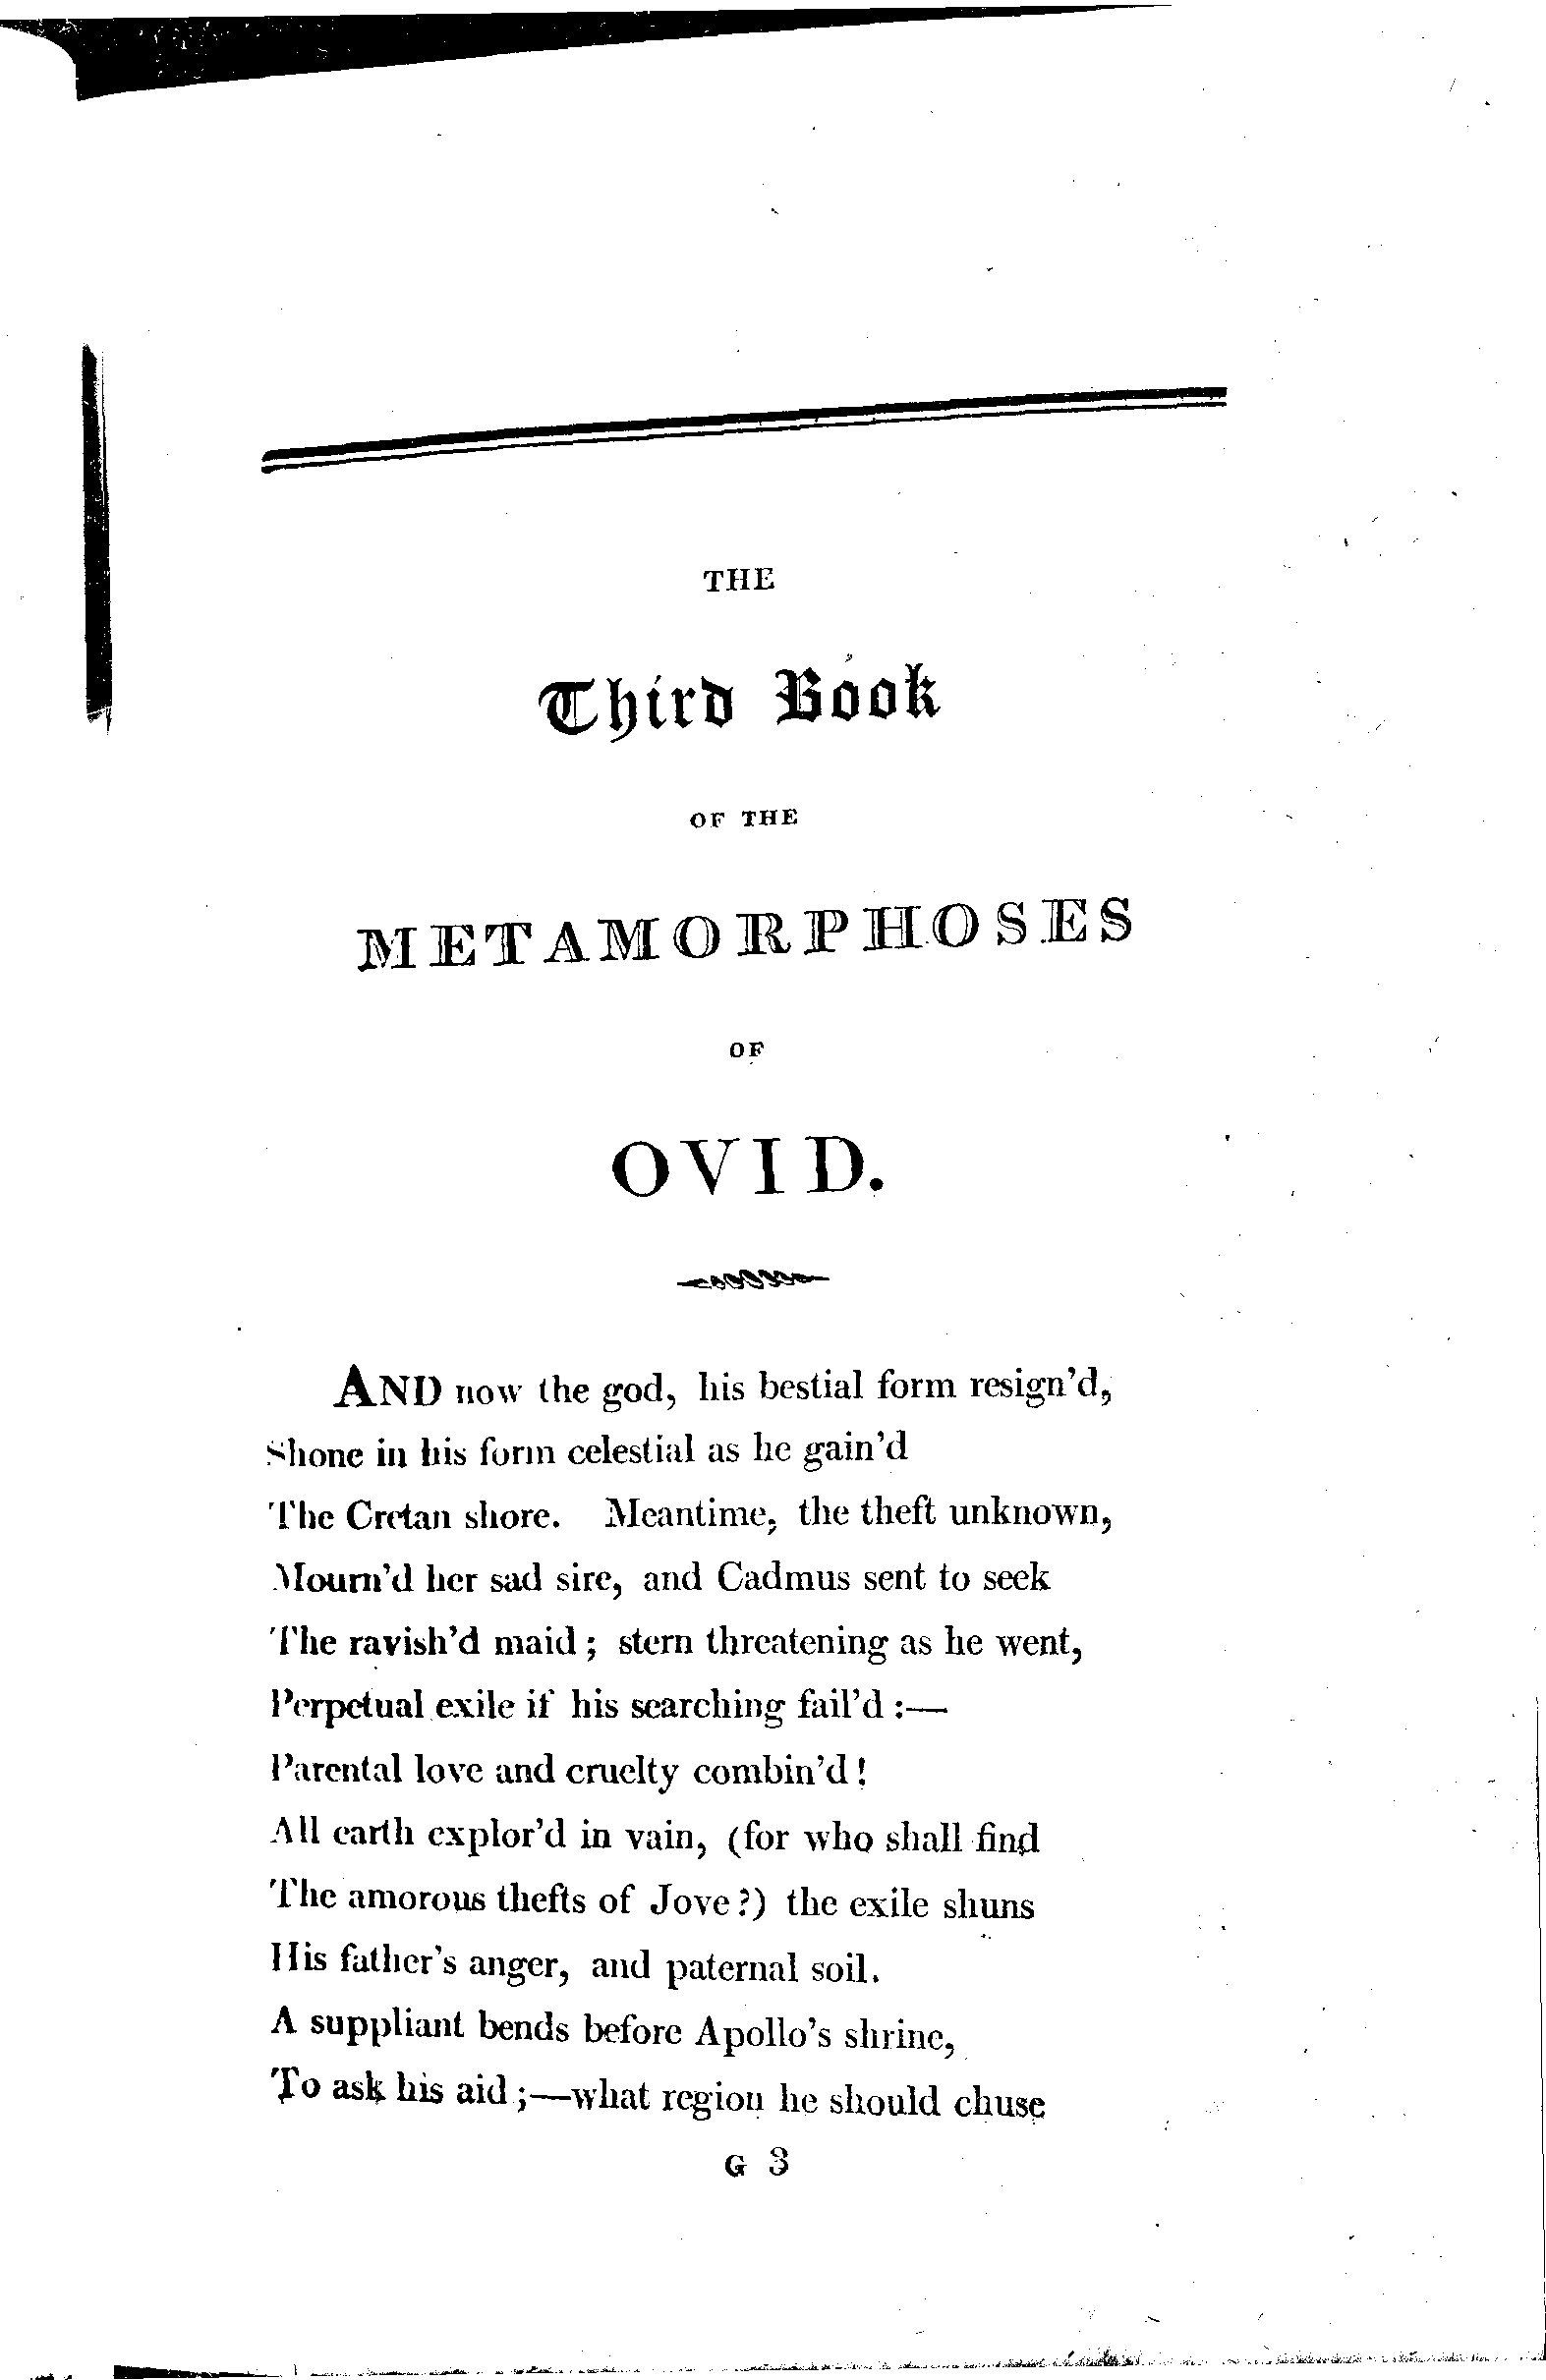 THE
Third Book
OF THE
METAMORPHOSES
OF
OVID.
AND now the god, his bestial form resign'd,
Shone in his form celestial as he gain'd
The Cretan shore. Meantime, the theft unknown,
Mourn'd her sad sire, and Cadmus sent to seek
The ravish'd maid; stern threatening as he went,
Perpetual exile if his searching fail'd:—
Parental love and cruelty combin'd!
All earth explor'd in vain, (for who shall find
The amorous thefts of Jove?) the exile shuns
His father's anger, and paternal soil.
A suppliant bends before Apollo's shrine,
To ask his aid;—what region he should chuse
G 3